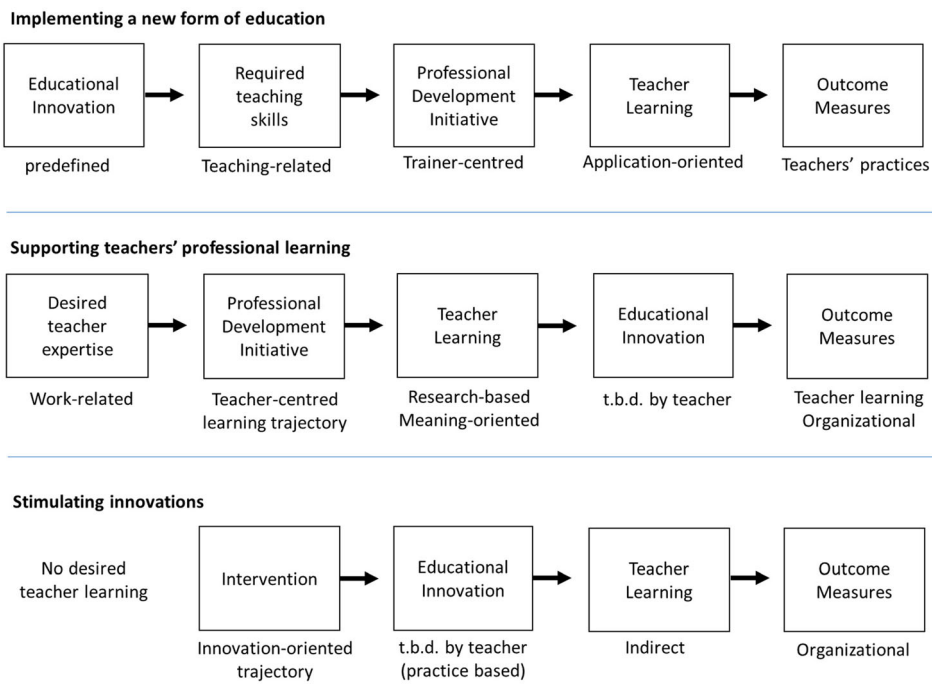 Implementing a new form of education
Educational
Innovation
Required
teaching
skills
Professional
Development
Initiative
Teacher
Learning
Outcome
Measures
predefined
Teaching-related
Trainer-centred
Application-oriented
Teachers' practices
Supporting teachers' professional learning
Desired
teacher
expertise
Professional
Development
Initiative
Teacher
Learning
Educational
Innovation
Outcome
Measures
Work-related
Teacher-centred
learning trajectory
Research-based
Meaning-oriented
t.b.d. by teacher
Teacher learning
Organizational
Stimulating innovations
No desired
teacher learning
Intervention
Educational
Innovation
Teacher
Learning
Outcome
Measures
Innovation-oriented
trajectory
t.b.d. by teacher
(practice based)
Indirect
Organizational